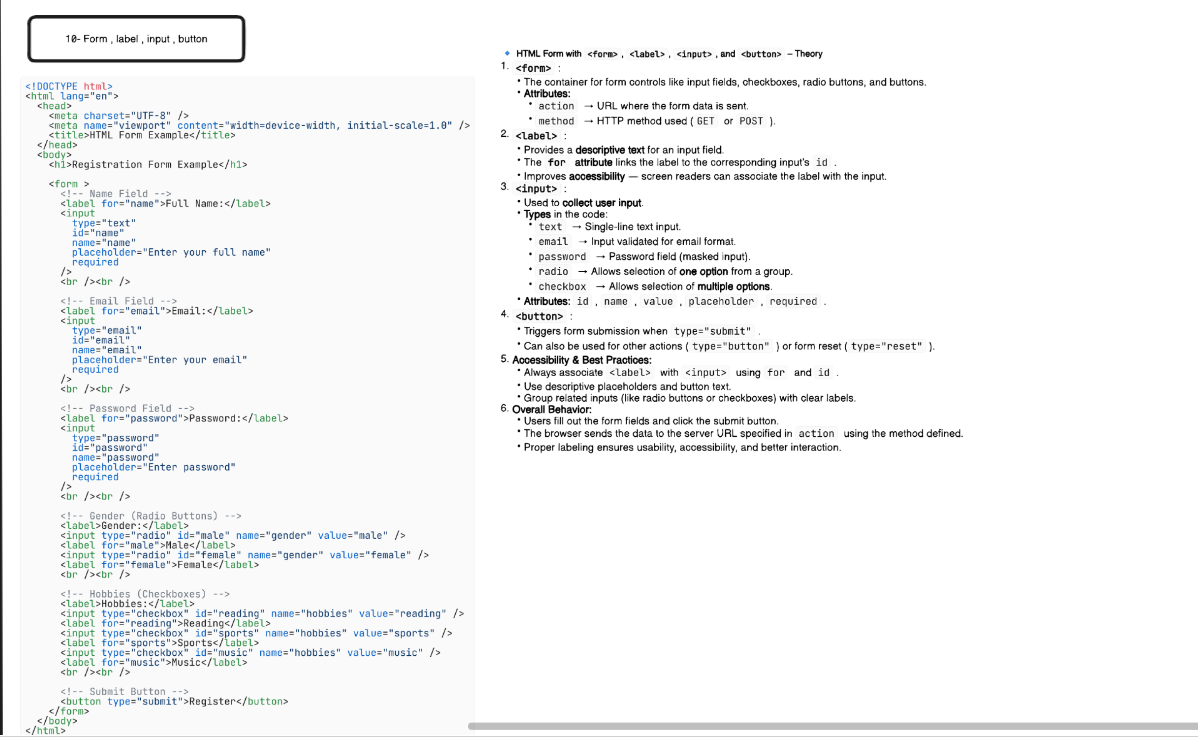 10- Form , label , input , button
<!DOCTYPE html>
<html lang="en">
<head>
<meta charset="UTF-8" />
<meta name="viewport" content="width=device-width, initial-scale=1.0" />
<title>HTML Form Example</title>
</head>
<body>
<h1>Registration Form Example</h1>
<form >
<!-- Name Field -->
<label for="name">Full Name:</label>
<input
type="text"
id="name"
name="name"
placeholder="Enter your full name"
required
/>
<br /><br />
<!-- Email Field -->
<label for="email">Email:</label>
<input
type="email"
id="email"
name="email"
placeholder="Enter your email"
required
/>
<br /><br />
<!-- Password Field -->
<label for="password">Password:</label>
<input
type="password"
id="password"
name="password"
placeholder="Enter password"
required
/>
<br /><br />
<!-- Gender (Radio Buttons) -->
<label>Gender:</label>
<input type="radio" id="male" name="gender" value="male" />
<label for="male">Male</label>
<input type="radio" id="female" name="gender" value="female" />
<label for="female">Female</label>
<br /><br />
<!-- Hobbies (Checkboxes) -->
<label>Hobbies:</label>
<input type="checkbox" id="reading" name="hobbies" value="reading" />
<label for="reading">Reading</label>
<input type="checkbox" id="sports" name="hobbies" value="sports" />
<label for="sports">Sports</label>
<input type="checkbox" id="music" name="hobbies" value="music" />
<label for="music">Music</label>
<br /><br />
<!-- Submit Button -->
<button type="submit">Register</button>
</form>
</body>
</html>
🔹 HTML Form with <form> , <label> , <input> , and <button> – Theory
1. <form> :
• The container for form controls like input fields, checkboxes, radio buttons, and buttons.
• Attributes:
• action → URL where the form data is sent.
• method → HTTP method used ( GET or POST ).
2. <label> :
• Provides a descriptive text for an input field.
• The for attribute links the label to the corresponding input's id .
• Improves accessibility — screen readers can associate the label with the input.
3. <input> :
• Used to collect user input.
• Types in the code:
• text → Single-line text input.
• email → Input validated for email format.
• password → Password field (masked input).
• radio → Allows selection of one option from a group.
• checkbox → Allows selection of multiple options.
• Attributes: id , name , value , placeholder , required .
4. <button> :
• Triggers form submission when type="submit" .
• Can also be used for other actions ( type="button" ) or form reset ( type="reset" ).
5. Accessibility & Best Practices:
• Always associate <label> with <input> using for and id .
• Use descriptive placeholders and button text.
• Group related inputs (like radio buttons or checkboxes) with clear labels.
6. Overall Behavior:
• Users fill out the form fields and click the submit button.
• The browser sends the data to the server URL specified in action using the method defined.
• Proper labeling ensures usability, accessibility, and better interaction.